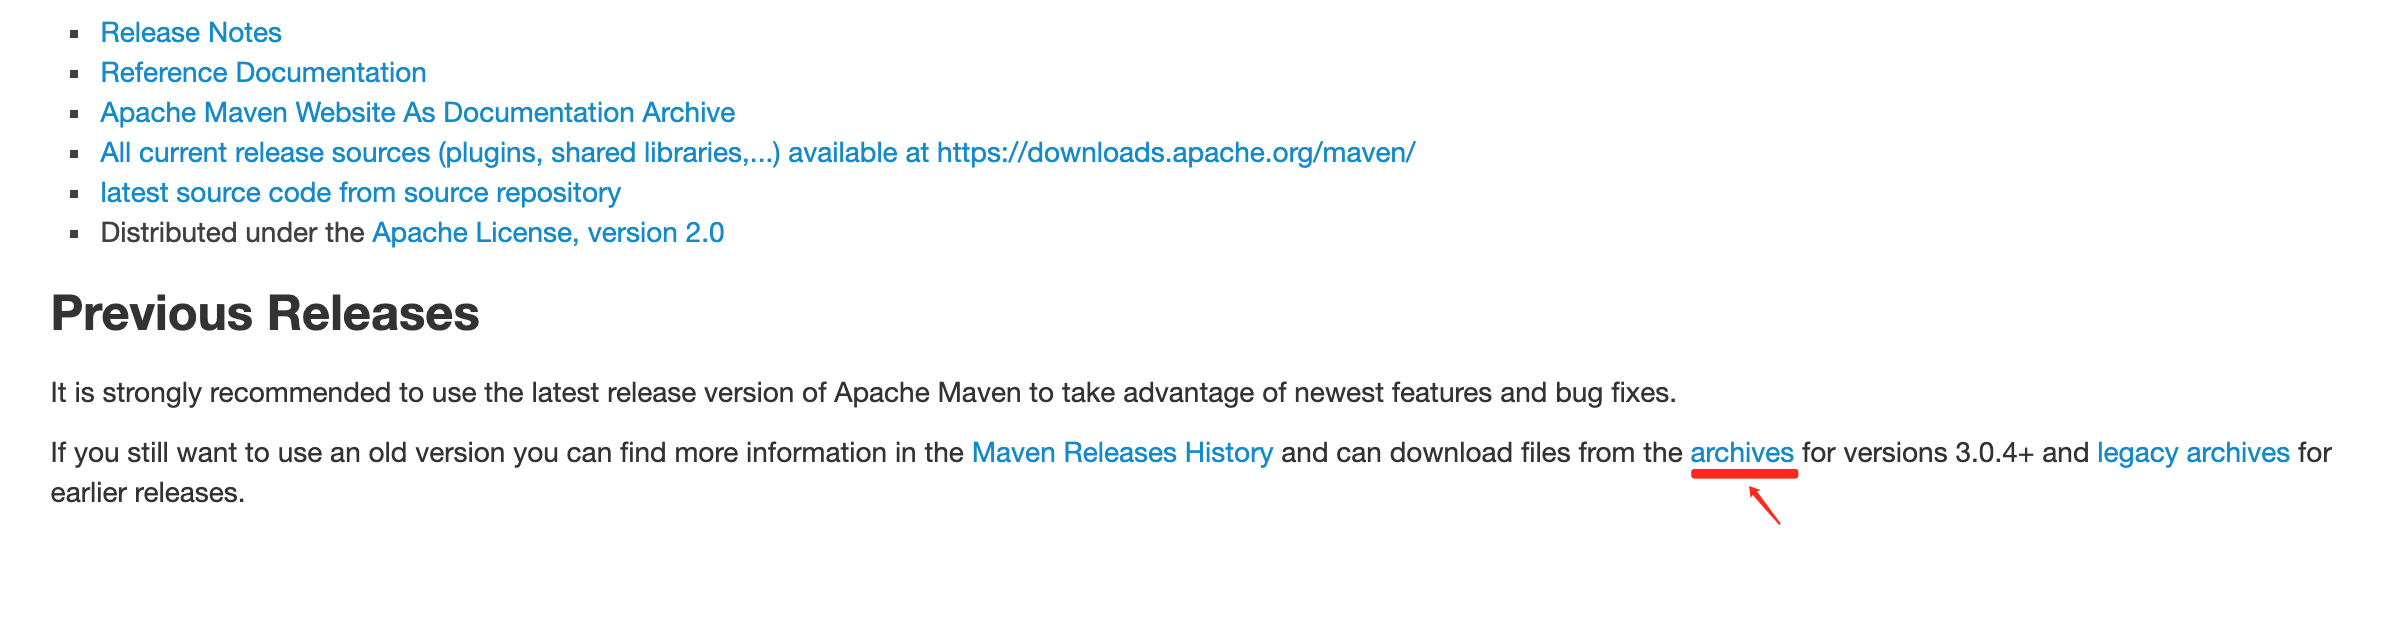 Release Notes
Reference Documentation
Apache Maven Website As Documentation Archive
All current release sources (plugins, shared libraries,...) available at https://downloads.apache.org/maven/
latest source code from source repository
Distributed under the Apache License, version 2.0
Previous Releases
It is strongly recommended to use the latest release version of Apache Maven to take advantage of newest features and bug fixes.
If you still want to use an old version you can find more information in the Maven Releases History and can download files from the archives for versions 3.0.4+ and legacy archives for
earlier releases.